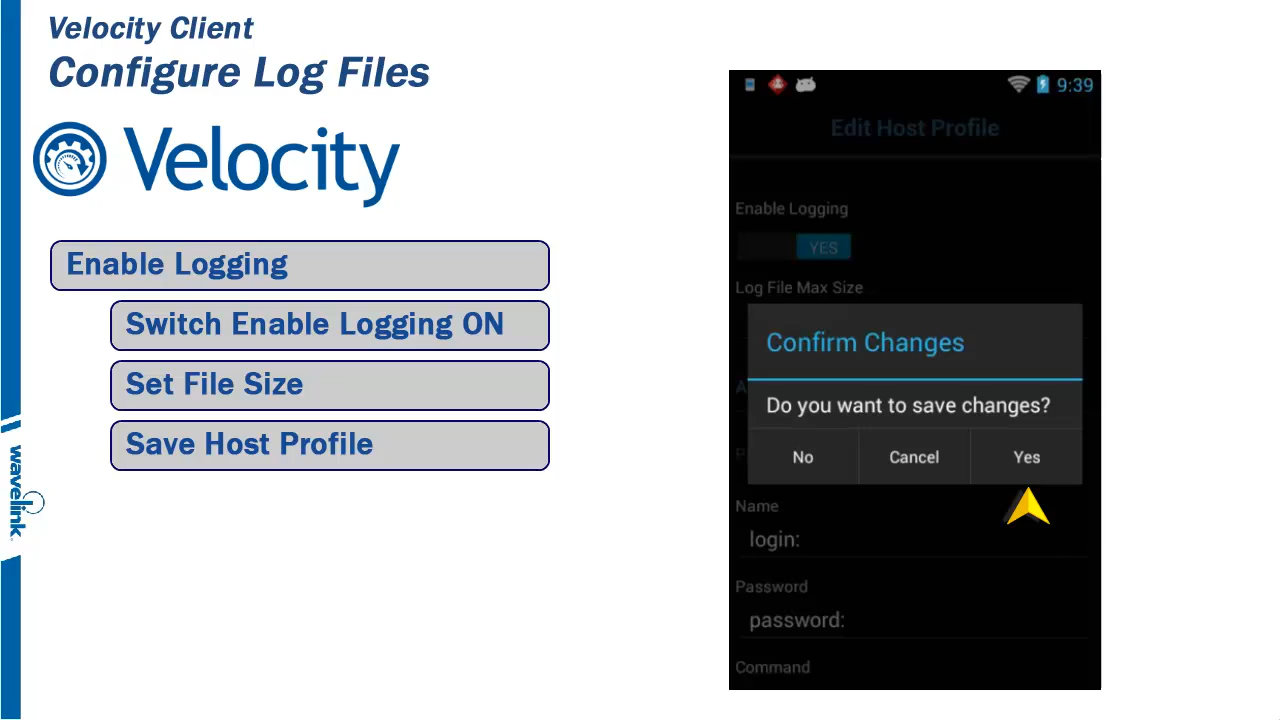 Velocity Client
Configure Log Files
Velocity
Enable Logging
Switch Enable Logging ON
Set File Size
Save Host Profile
wavelink
9:39
Edit Host Profile
Enable Logging
YES
Log File Max Size
Confirm Changes
Do you want to save changes?
No Cancel Yes
Name
login:
Password
password:
Command